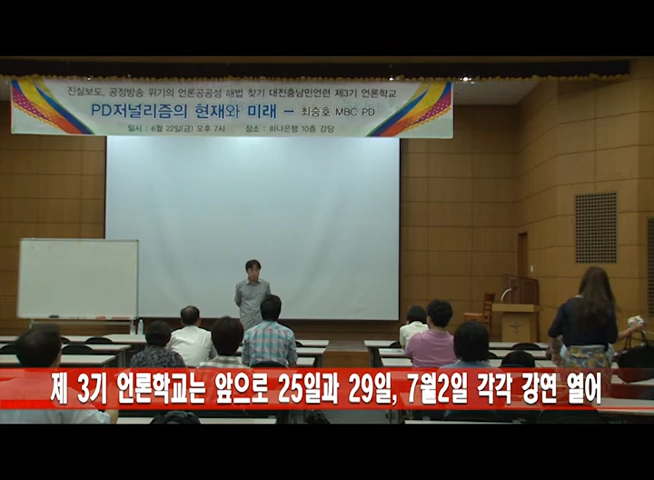 진실보도, 공정방송 위기의 언론공공성 해법 찾기 대전충남민언련 제3기 언론학교
PD저널리즘의 현재와 미래 - 최승호 MBC PD
일시 : 6월 22일(금) 오후 7시 장소 : 하나은행 10층 강당
제 3기 언론학교는 앞으로 25일과 29일, 7월2일 각각 강연 열어